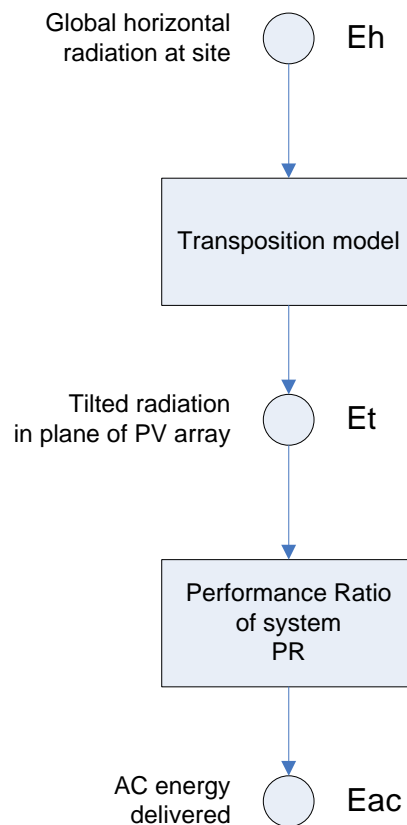 Global horizontal
radiation at site
Eh
Transposition model
Tilted radiation
in plane of PV array
Et
Performance Ratio
of system
PR
AC energy
delivered
Eac